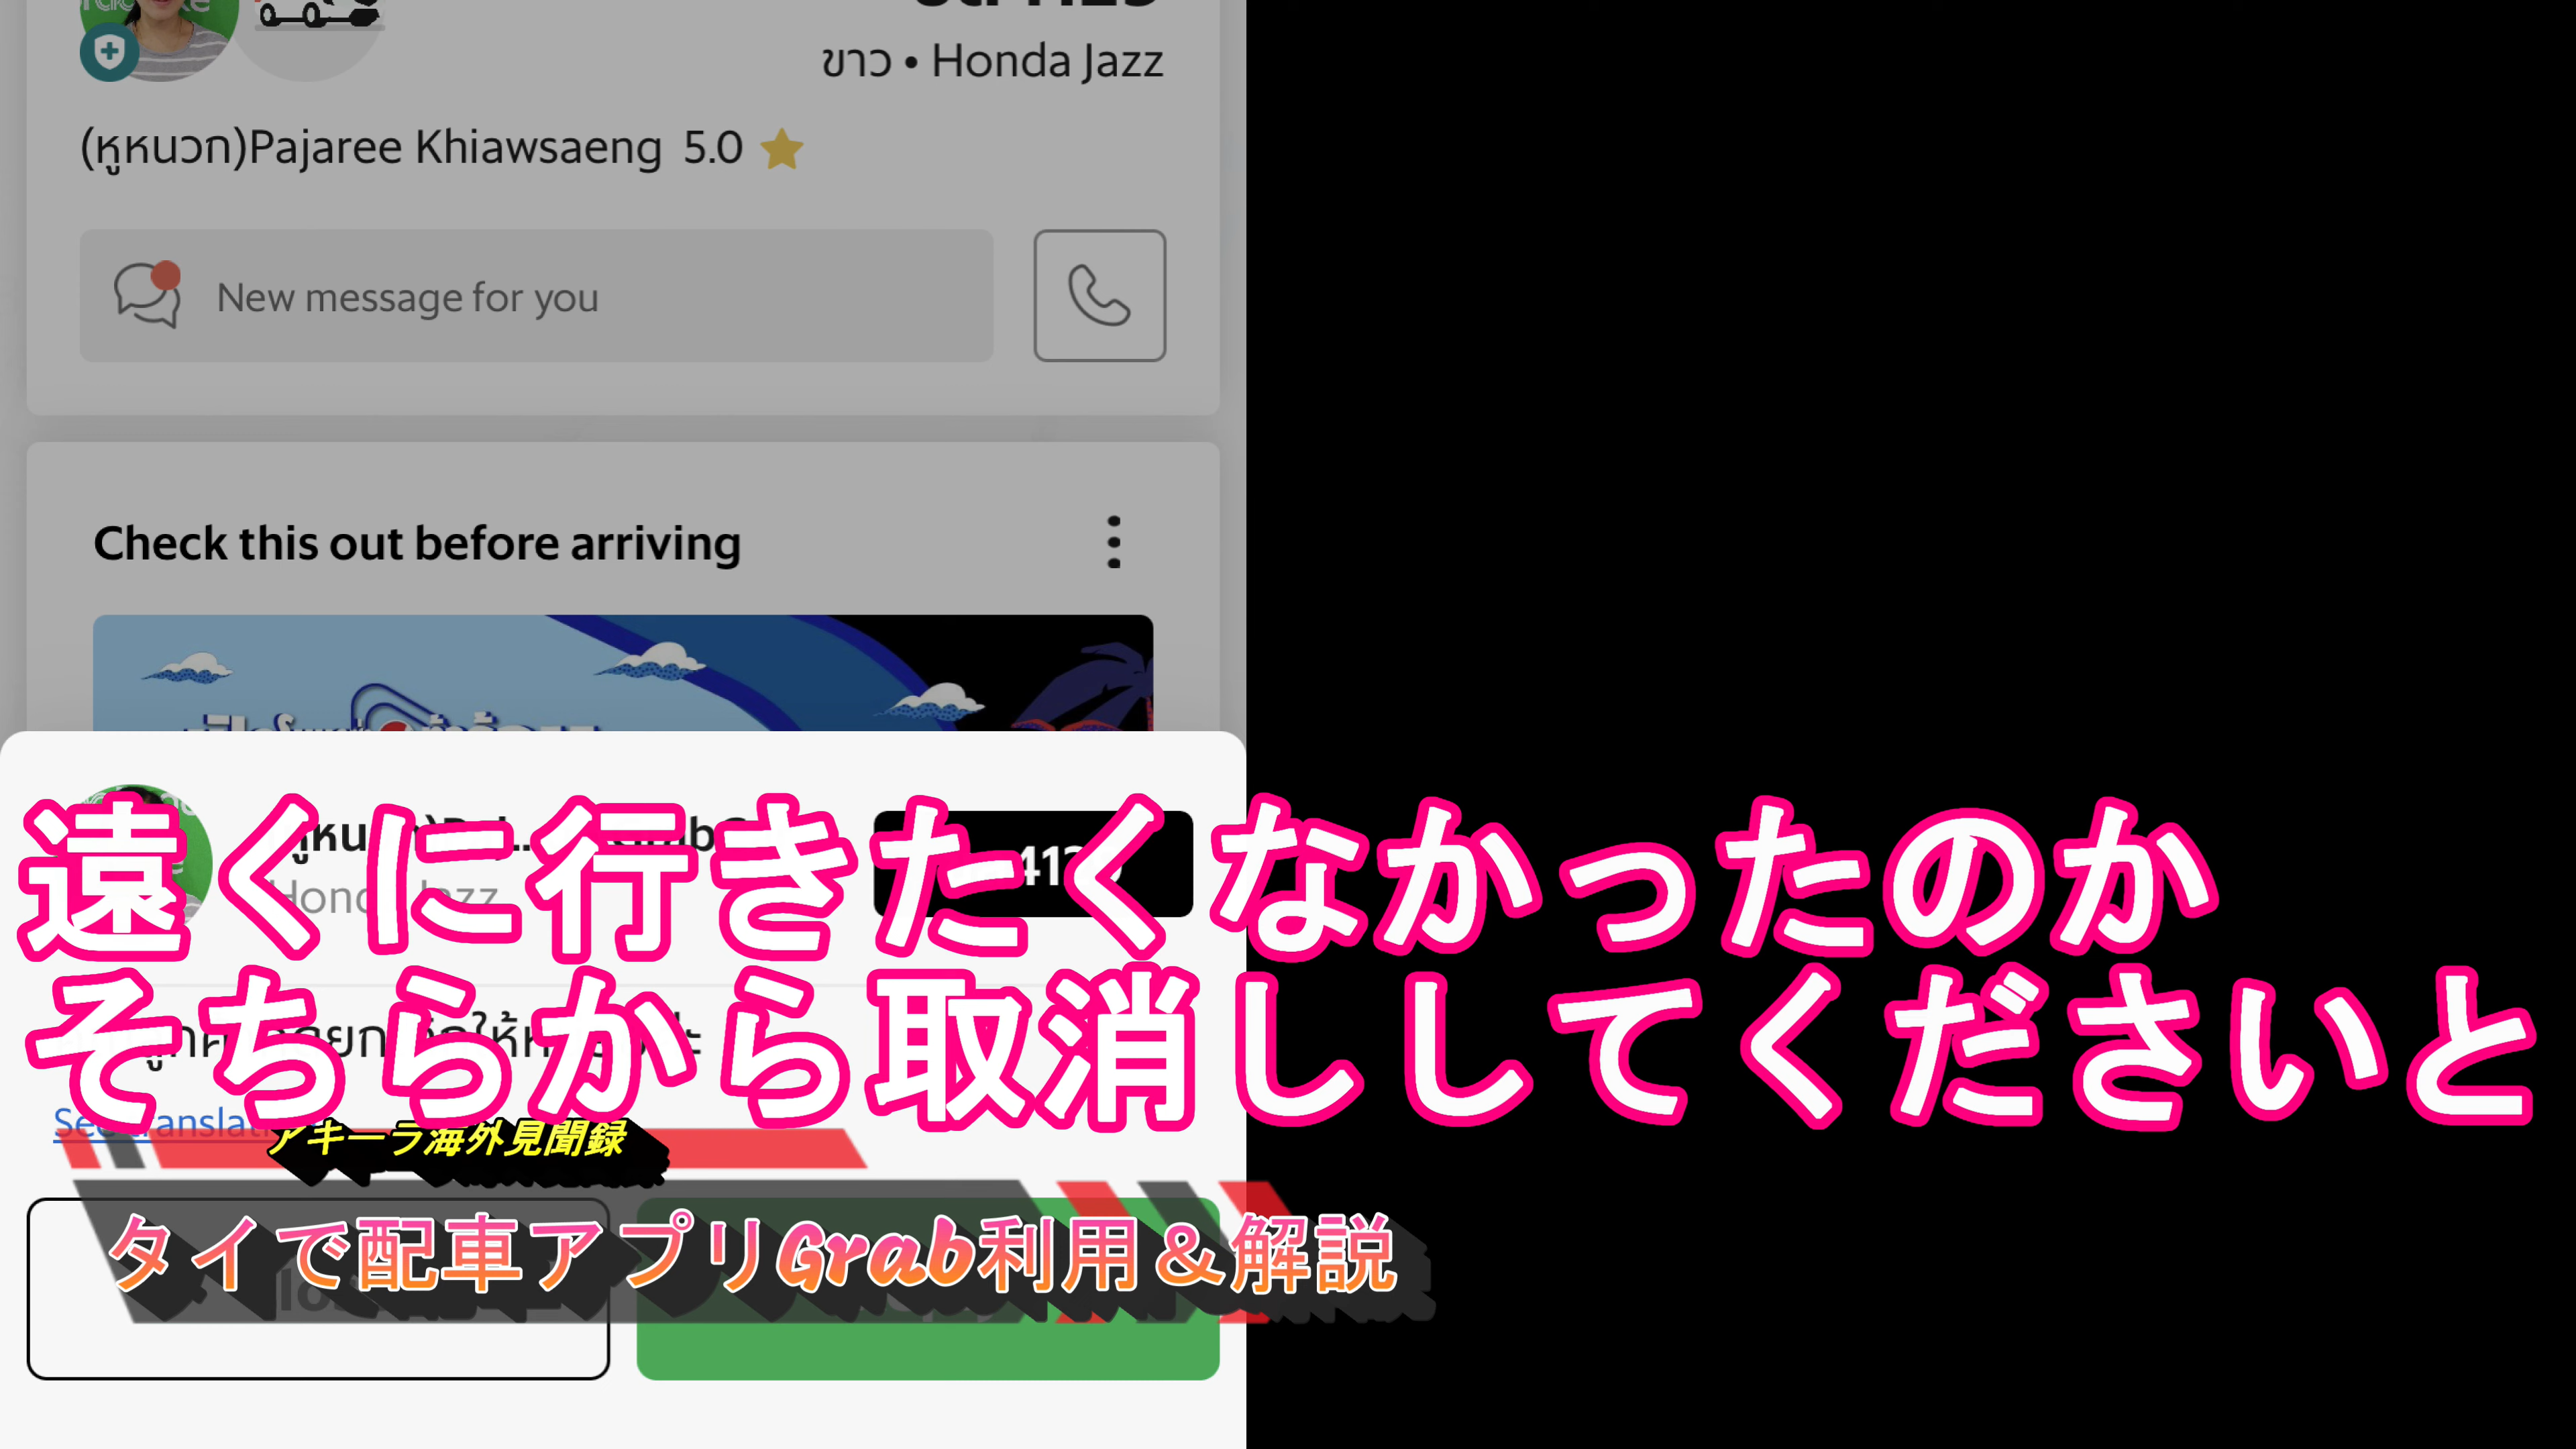 ขาว • Honda Jazz
(หูหนวก)Pajaree Khiawsaeng 5.0
New message for you
Check this out before arriving
遠くに行きたくなかったのか
Honda Jazz
そちらから取消ししてくださいと
See translation
アキーラ海外見聞録
タイで配車アプリGrab利用&解説